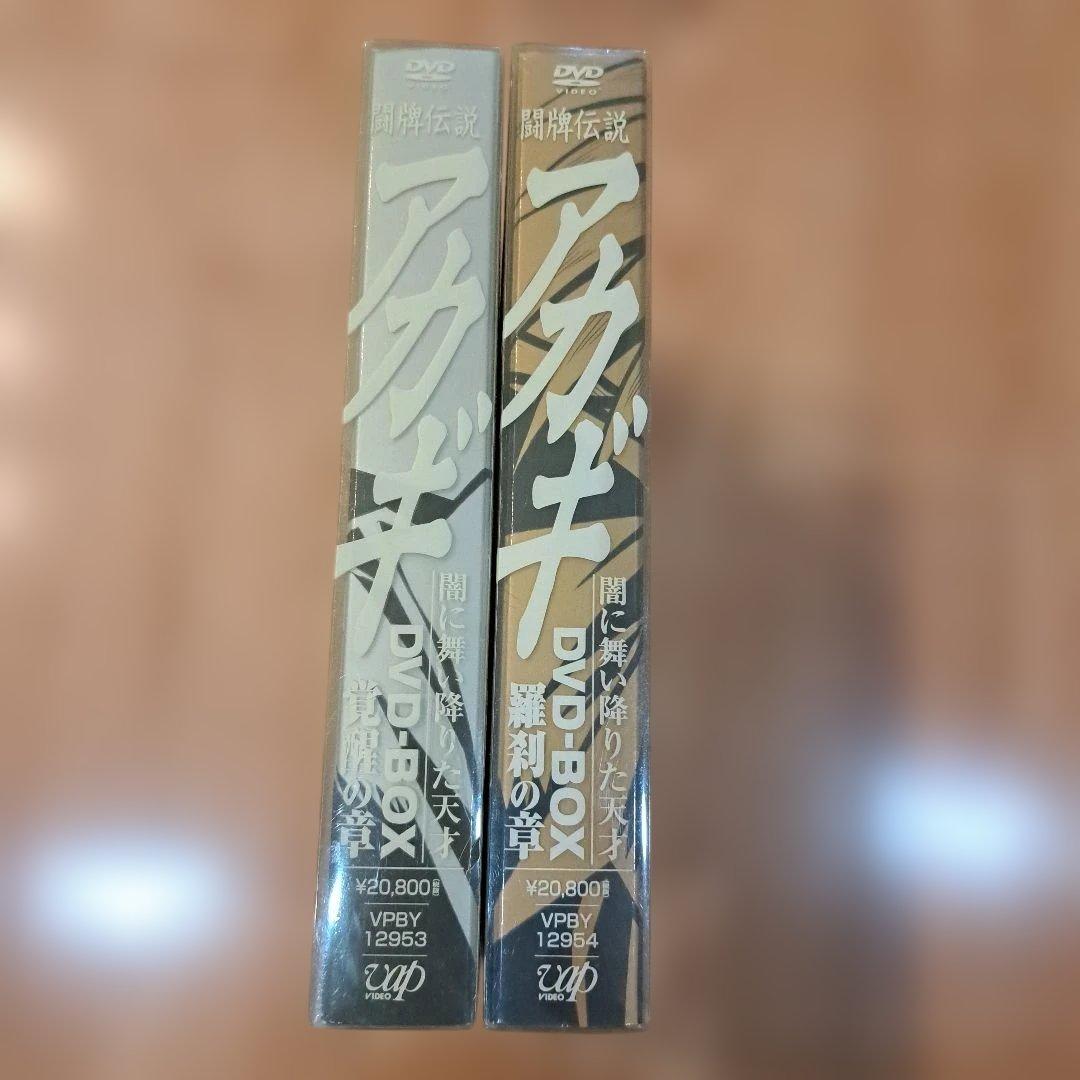 DVD
VIDEO
闘牌伝説
アカギ
闇に舞い降りた天才
DVD-BOX
覚醒の章
¥20,800
VPBY
12953
vap
VIDEO
DVD
VIDEO
闘牌伝説
アカギ
闇に舞い降りた天才
DVD-BOX
羅刹の章
¥20,800
VPBY
12954
vap
VIDEO